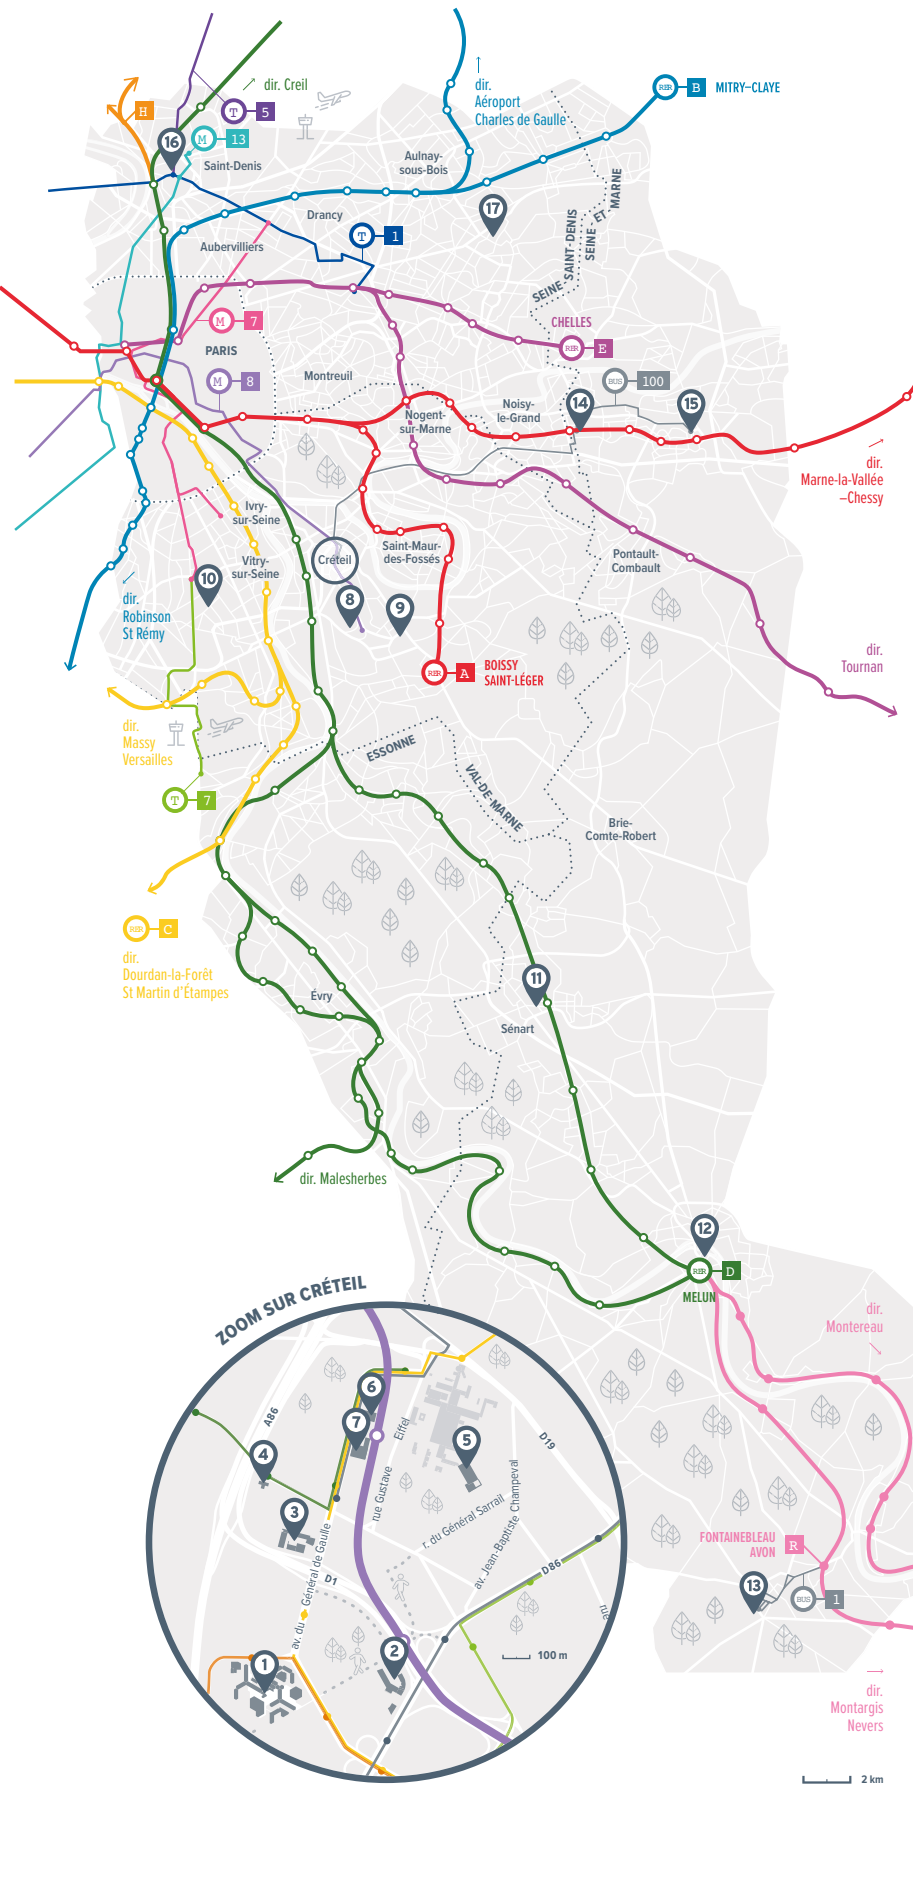 dir. Creil
H
T 5
M 13
16
Saint-Denis
dir.
Aéroport
Charles de Gaulle
RER B MITRY–CLAYE
Aulnay-
sous-Bois
Drancy
17
Aubervilliers
T 1
SEINE-SAINT-DENIS
SEINE-ET-MARNE
M 7
PARIS
M 8
CHELLES
RER E
Montreuil
BUS 100
Noisy-
le-Grand
14
15
Nogent-
sur-Marne
dir.
Marne-la-Vallée
–Chessy
Ivry-
sur-Seine
Vitry-
sur-Seine
Créteil
Saint-Maur-
des-Fossés
Pontault-
Combault
10
8
9
dir.
Robinson
St Rémy
RER A BOISSY
SAINT-LÉGER
dir.
Tournan
dir.
Massy
Versailles
T 7
ESSONNE
VAL-DE-MARNE
Brie-
Comte-Robert
RER C
dir.
Dourdan-la-Forêt
St Martin d'Étampes
Évry
11
Sénart
dir. Malesherbes
12
RER D
MELUN
dir.
Montereau
ZOOM SUR CRÉTEIL
A86
6
7
Eiffel
rue Gustave
5
D19
4
3
r. du Général Sarrail
av. Jean-Baptiste Champeval
av. du Général de Gaulle
D1
D86
rue
2
1
100 m
FONTAINEBLEAU
AVON
R
13
BUS 1
dir.
Montargis
Nevers
2 km